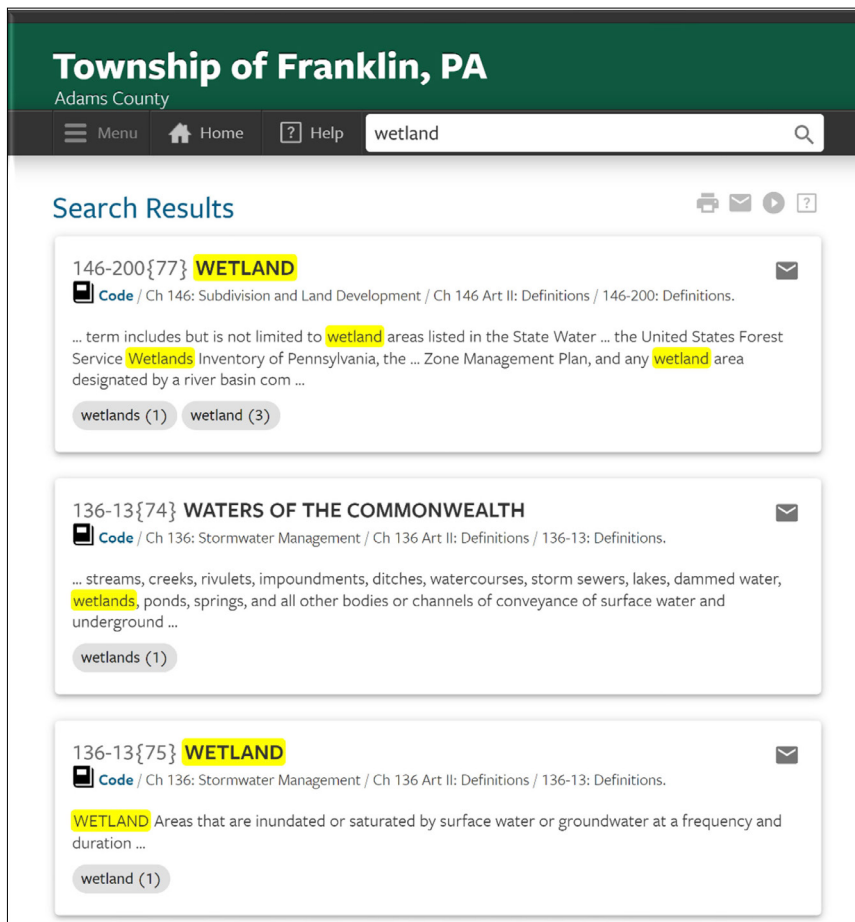 Township of Franklin, PA
Adams County
Menu Home ? Help wetland
Search Results ?
146-200{77} WETLAND
Code / Ch 146: Subdivision and Land Development / Ch 146 Art II: Definitions / 146-200: Definitions.
... term includes but is not limited to wetland areas listed in the State Water ... the United States Forest
Service Wetlands Inventory of Pennsylvania, the ... Zone Management Plan, and any wetland area
designated by a river basin com ...
wetlands (1) wetland (3)
136-13{74} WATERS OF THE COMMONWEALTH
Code / Ch 136: Stormwater Management / Ch 136 Art II: Definitions / 136-13: Definitions.
... streams, creeks, rivulets, impoundments, ditches, watercourses, storm sewers, lakes, dammed water,
wetlands, ponds, springs, and all other bodies or channels of conveyance of surface water and
underground ...
wetlands (1)
136-13{75} WETLAND
Code / Ch 136: Stormwater Management / Ch 136 Art II: Definitions / 136-13: Definitions.
WETLAND Areas that are inundated or saturated by surface water or groundwater at a frequency and
duration ...
wetland (1)